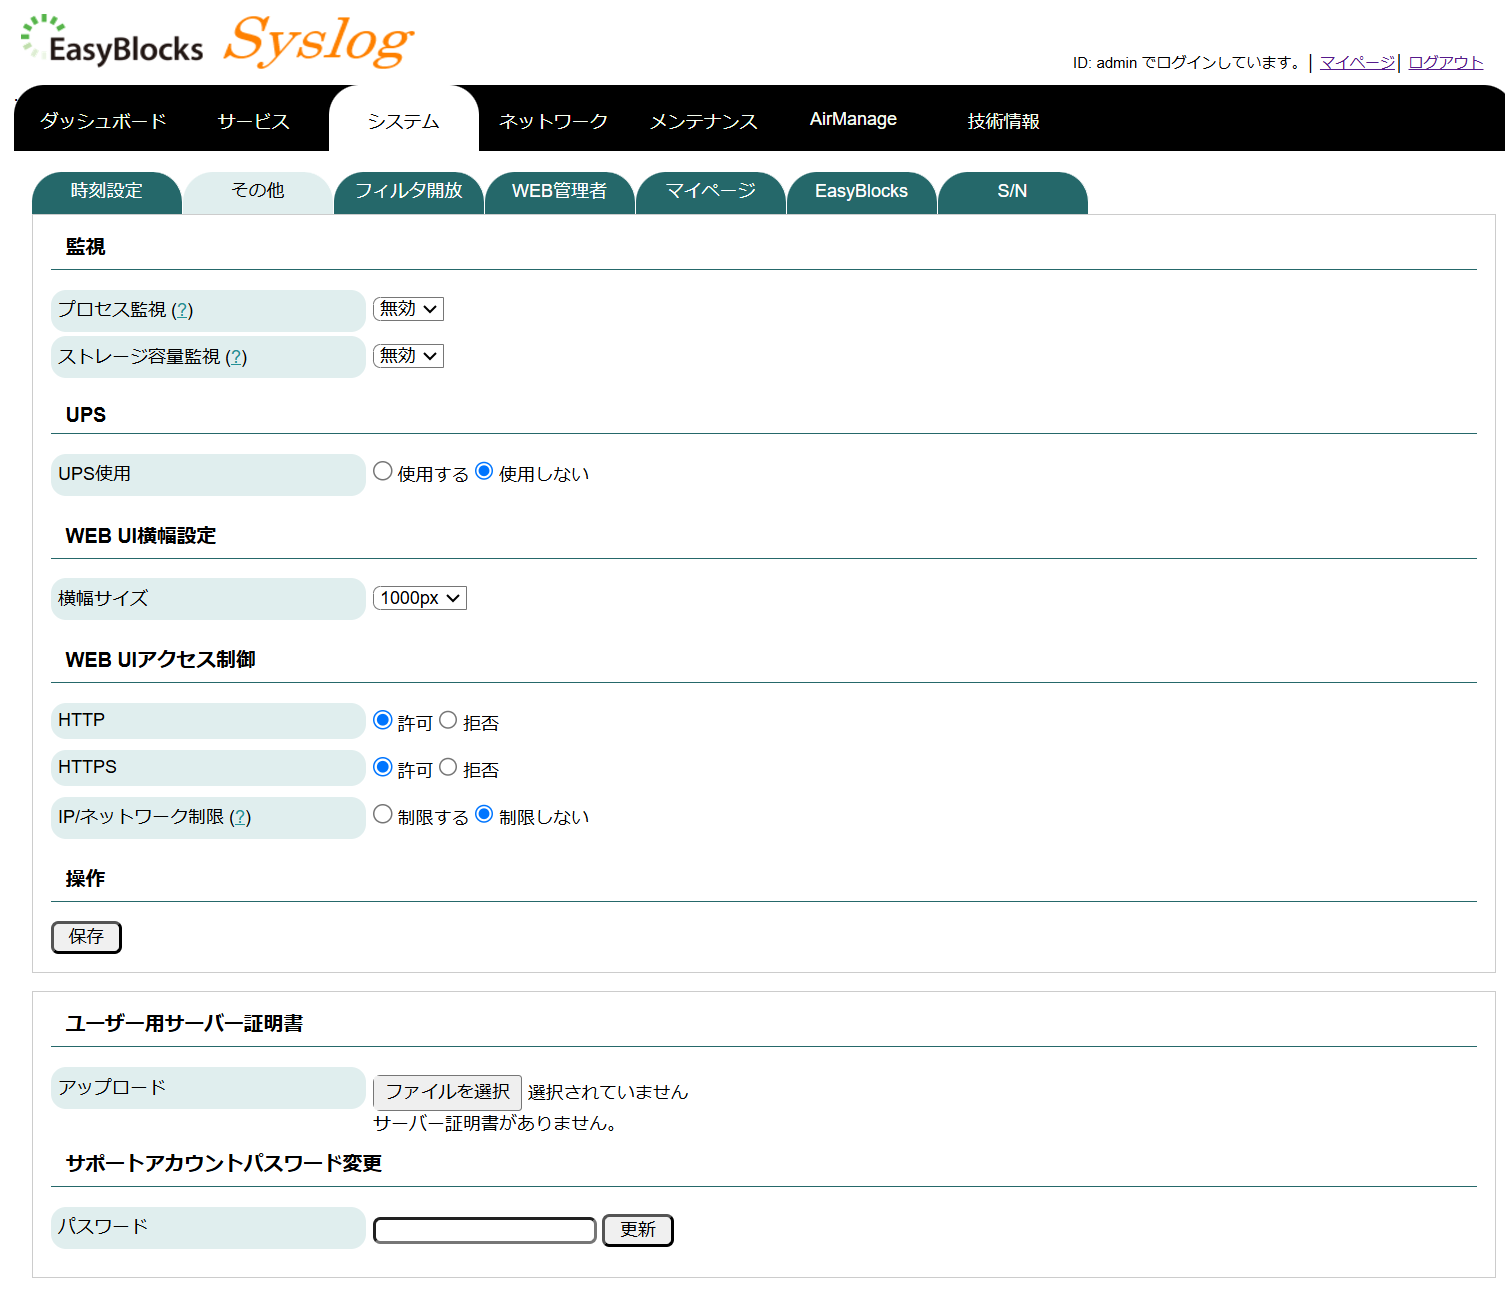 EasyBlocks Syslog
ID: admin でログインしています。 | マイページ | ログアウト
ダッシュボード サービス システム ネットワーク メンテナンス AirManage 技術情報
時刻設定 その他 フィルタ開放 WEB管理者 マイページ EasyBlocks S/N
監視
プロセス監視 (?) 無効
ストレージ容量監視 (?) 無効
UPS
UPS使用 使用する 使用しない
WEB UI横幅設定
横幅サイズ 1000px
WEB UIアクセス制御
HTTP 許可 拒否
HTTPS 許可 拒否
IP/ネットワーク制限 (?) 制限する 制限しない
操作
保存
ユーザー用サーバー証明書
アップロード ファイルを選択 選択されていません
サーバー証明書がありません。
サポートアカウントパスワード変更
パスワード 更新